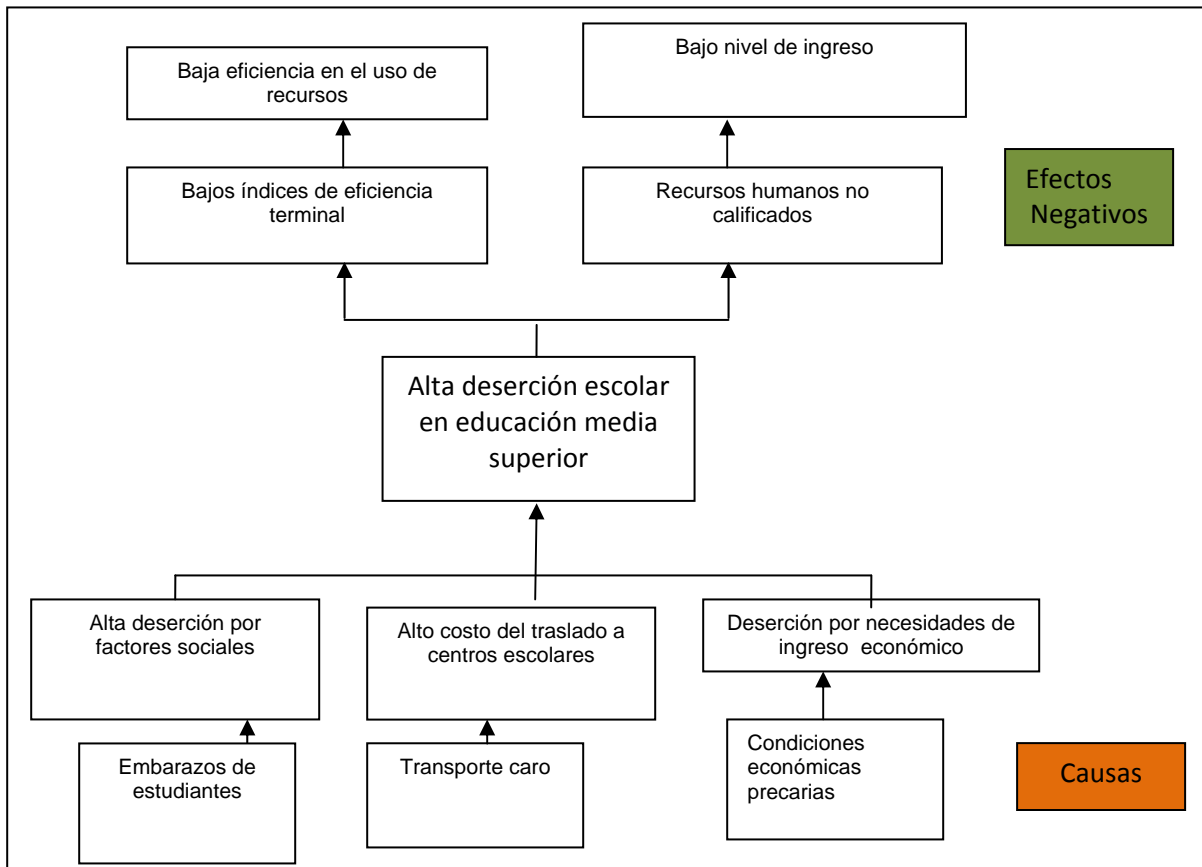 Baja eficiencia en el uso de
recursos
Bajo nivel de ingreso
Bajos índices de eficiencia
terminal
Recursos humanos no
calificados
Efectos
Negativos
Alta deserción escolar
en educación media
superior
Alta deserción por
factores sociales
Alto costo del traslado a
centros escolares
Deserción por necesidades de
ingreso económico
Embarazos de
estudiantes
Transporte caro
Condiciones
económicas
precarias
Causas